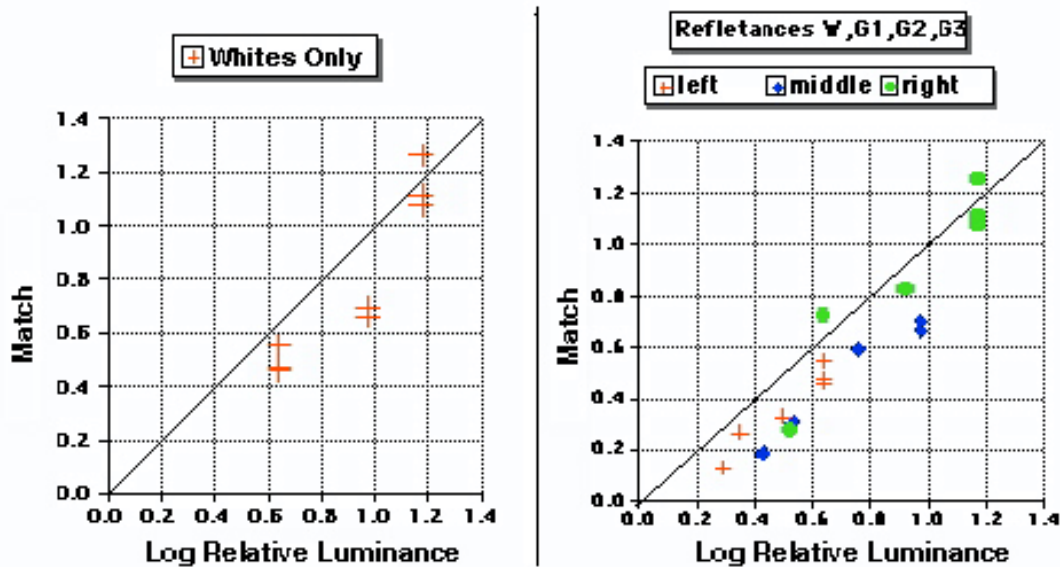 Whites Only
1.4
1.2
1.0
0.8
0.6
0.4
0.2
0.0
0.0 0.2 0.4 0.6 0.8 1.0 1.2 1.4
Match
Log Relative Luminance
Refletances W,G1,G2,G3
left middle right
1.4
1.2
1.0
0.8
0.6
0.4
0.2
0.0
0.0 0.2 0.4 0.6 0.8 1.0 1.2 1.4
Match
Log Relative Luminance